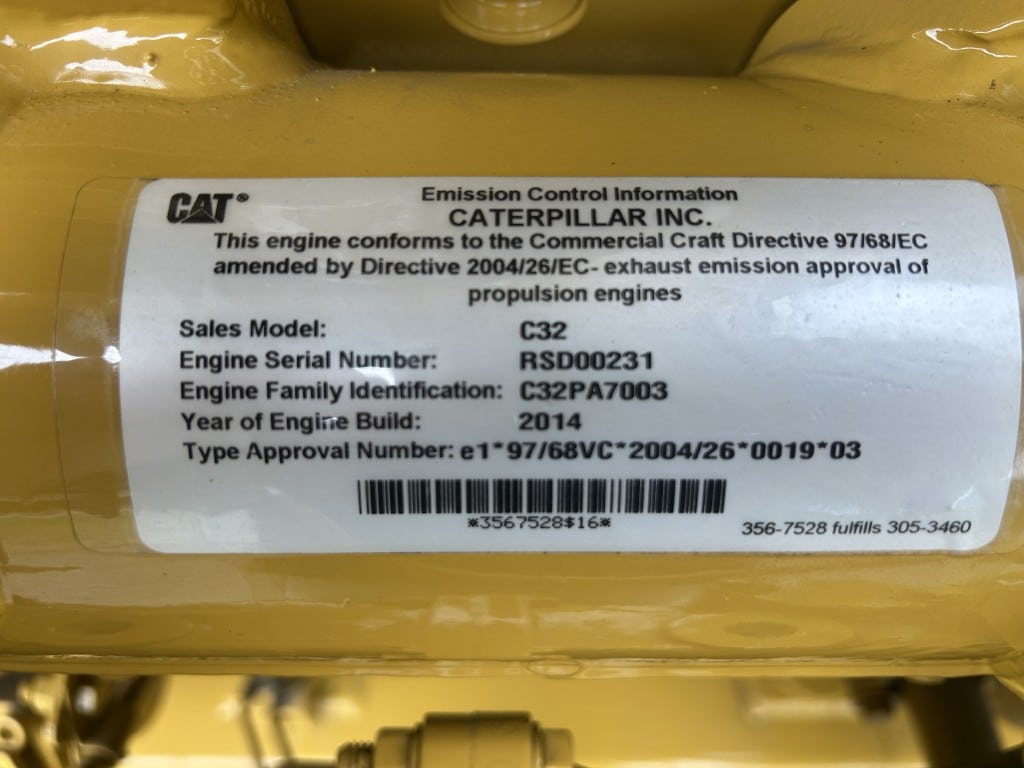 CAT®
Emission Control Information
CATERPILLAR INC.
This engine conforms to the Commercial Craft Directive 97/68/EC
amended by Directive 2004/26/EC- exhaust emission approval of
propulsion engines
Sales Model: C32
Engine Serial Number: RSD00231
Engine Family Identification: C32PA7003
Year of Engine Build: 2014
Type Approval Number: e1*97/68VC*2004/26*0019*03
*3567528$16*
356-7528 fulfills 305-3460